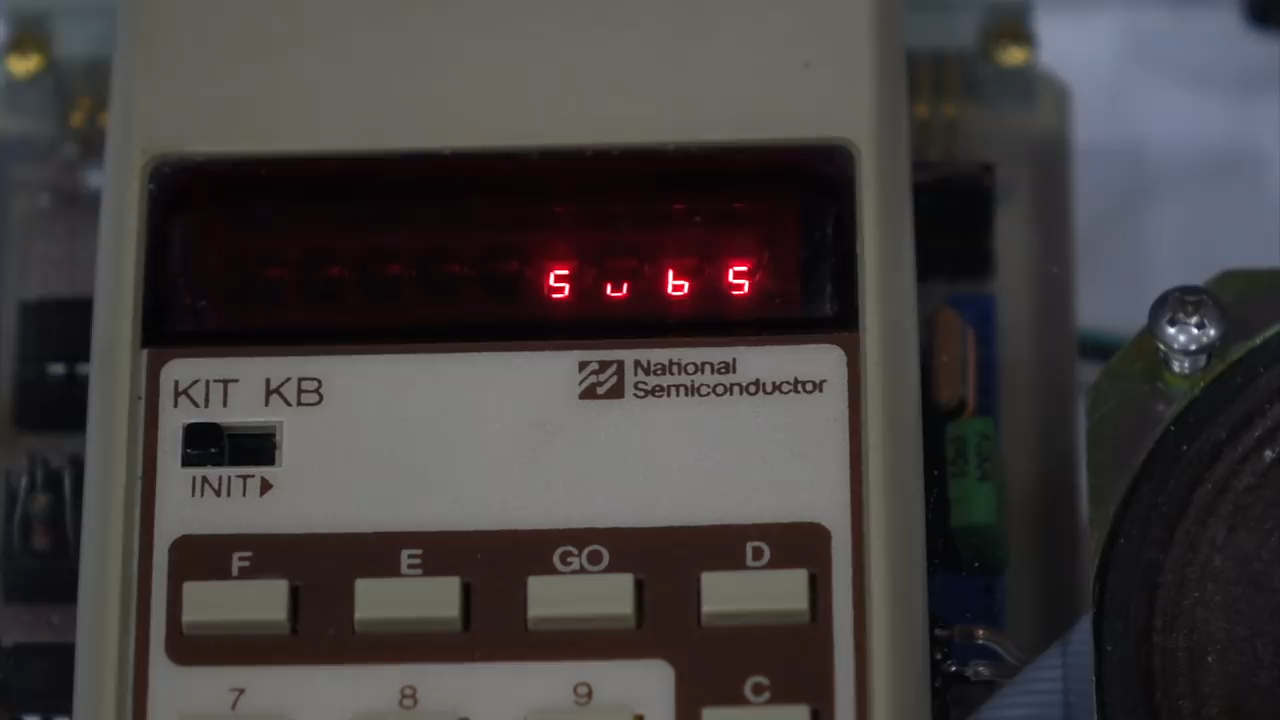 SubS
KIT KB
National
Semiconductor
INIT
F E GO D
7 8 9 C